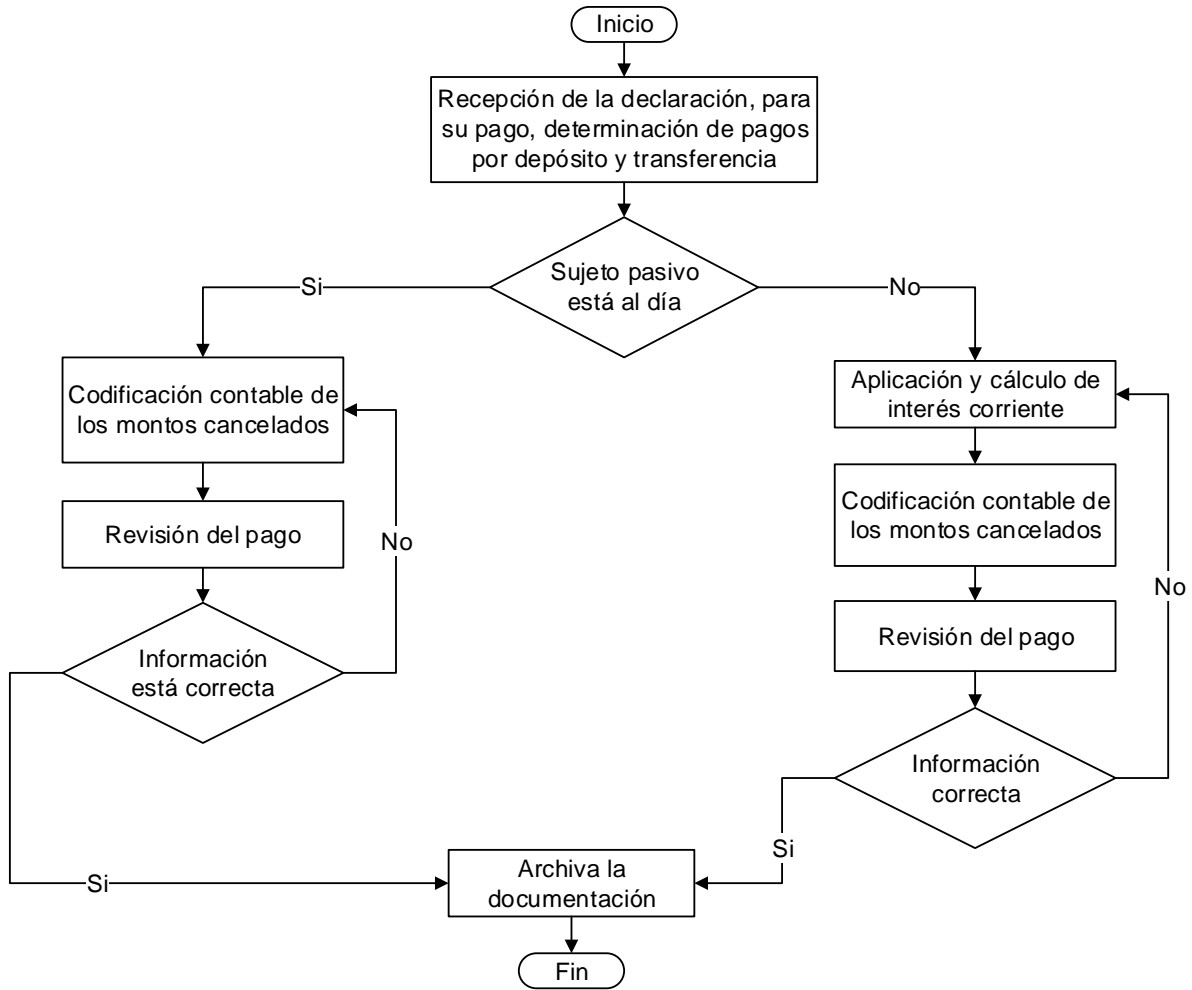 Inicio
Recepción de la declaración, para
su pago, determinación de pagos
por depósito y transferencia
Sujeto pasivo
está al día
Si
No
Codificación contable de
los montos cancelados
Revisión del pago
No
Información
está correcta
Aplicación y cálculo de
interés corriente
Codificación contable de
los montos cancelados
Revisión del pago
No
Información
correcta
Si
Si
Archiva la
documentación
Fin